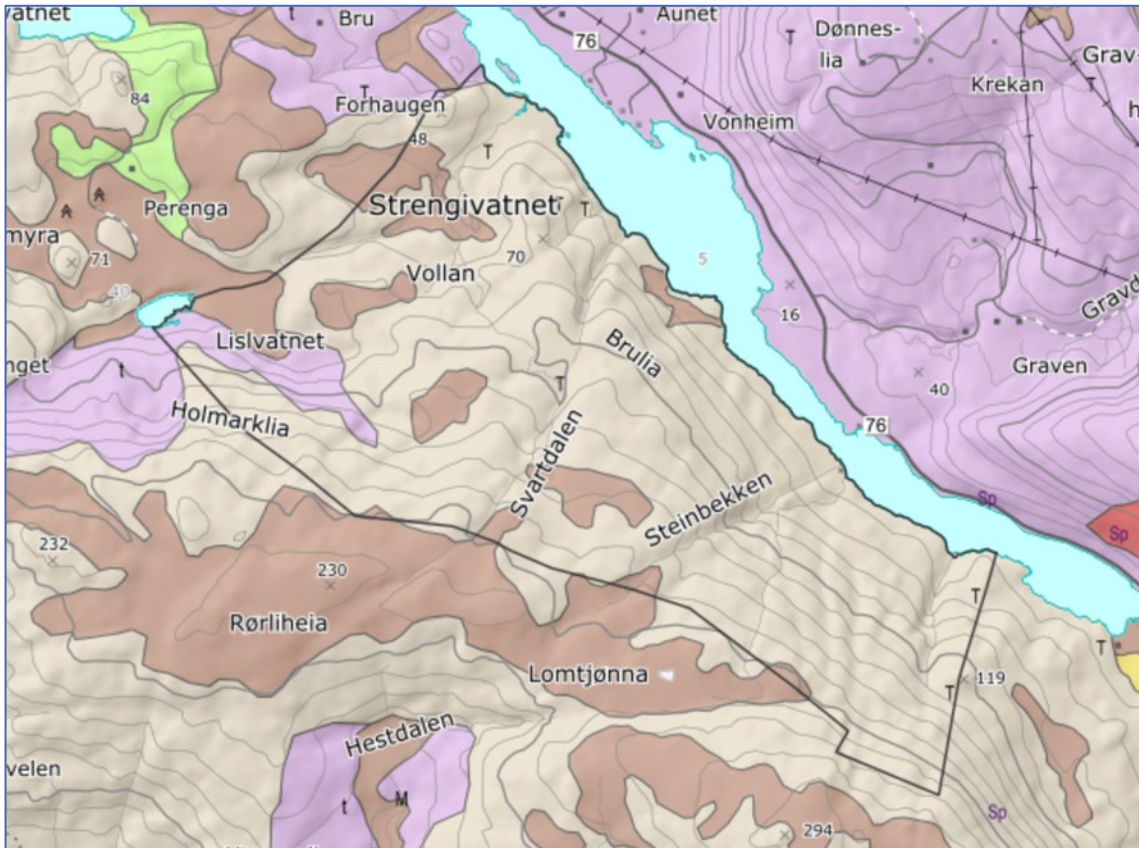 vatnet
t
Bru
76
Aunet
T
Dønnes-
lia
Grav-
84
T
Krekan
T
h
Forhaugen
48
Vonheim
T
Perenga
Strengivatnet
T
myra
71
70
5
40
Vollan
16
Gravd
Lislvatnet
Brulia
nget
t
T
40
Graven
Holmarklia
76
Svartdalen
Steinbekken
Sp
Sp
232
230
T
Rørliheia
T
Lomtjønna
T
119
Hestdalen
velen
t
M
Sp
294